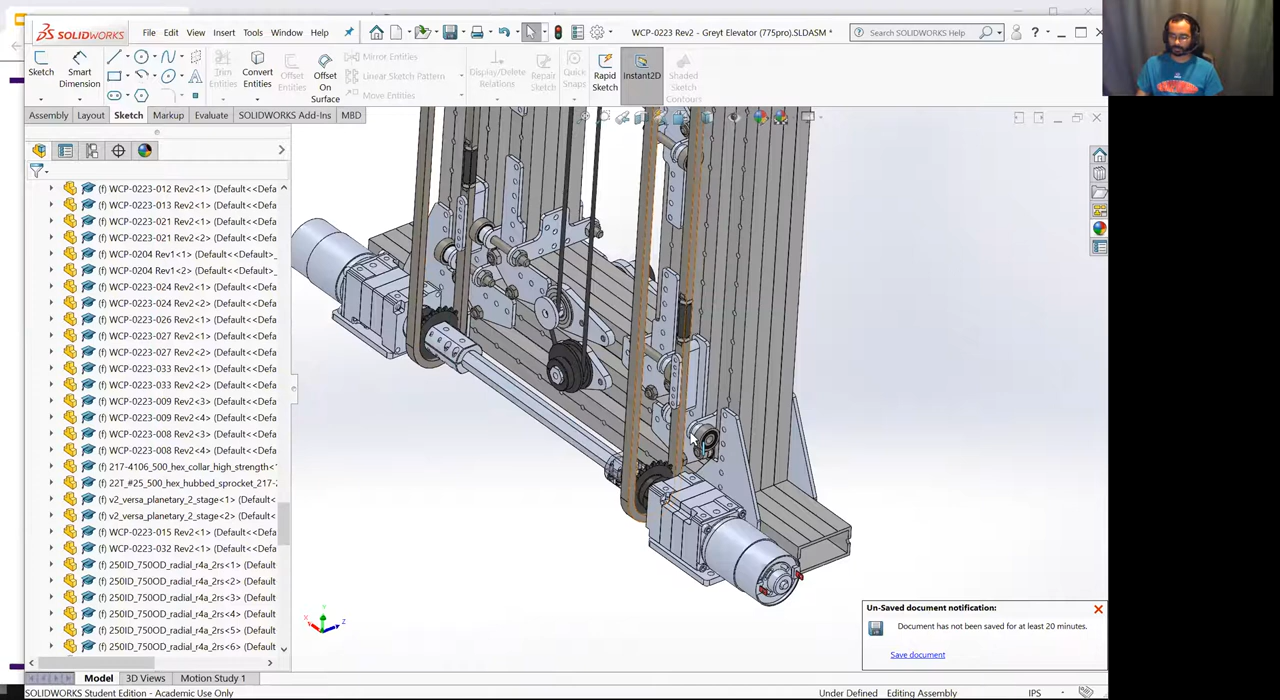 SOLIDWORKS File Edit View Insert Tools Window Help WCP-0223 Rev2 - Greyt Elevator (775pro).SLDASM * Search SOLIDWORKS Help ?
Sketch Smart Dimension Trim Entities Convert Entities Offset Entities Offset On Surface Mirror Entities Linear Sketch Pattern Move Entities Display/Delete Relations Repair Sketch Quick Snaps Rapid Sketch Instant2D Shaded Sketch Contours
Assembly Layout Sketch Markup Evaluate SOLIDWORKS Add-Ins MBD
(f) WCP-0223-012 Rev2<1> (Default<<Defa
(f) WCP-0223-013 Rev2<1> (Default<<Defa
(f) WCP-0223-021 Rev2<1> (Default<<Defa
(f) WCP-0223-021 Rev2<2> (Default<<Defa
(f) WCP-0204 Rev1<1> (Default<<Default>_
(f) WCP-0204 Rev1<2> (Default<<Default>_
(f) WCP-0223-024 Rev2<1> (Default<<Defa
(f) WCP-0223-024 Rev2<2> (Default<<Defa
(f) WCP-0223-026 Rev2<1> (Default<<Defa
(f) WCP-0223-027 Rev2<1> (Default<<Defa
(f) WCP-0223-027 Rev2<2> (Default<<Defa
(f) WCP-0223-033 Rev2<1> (Default<<Defa
(f) WCP-0223-033 Rev2<2> (Default<<Defa
(f) WCP-0223-009 Rev2<3> (Default<<Defa
(f) WCP-0223-009 Rev2<4> (Default<<Defa
(f) WCP-0223-008 Rev2<3> (Default<<Defa
(f) WCP-0223-008 Rev2<4> (Default<<Defa
(f) 217-4106_500_hex_collar_high_strength<
(f) 22T_#25_500_hex_hubbed_sprocket_217-
(f) v2_versa_planetary_2_stage<1> (Default<
(f) v2_versa_planetary_2_stage<2> (Default<
(f) WCP-0223-015 Rev2<1> (Default<<Defa
(f) WCP-0223-032 Rev2<1> (Default<<Defa
(f) 250ID_750OD_radial_r4a_2rs<1> (Default
(f) 250ID_750OD_radial_r4a_2rs<2> (Default
(f) 250ID_750OD_radial_r4a_2rs<3> (Default
(f) 250ID_750OD_radial_r4a_2rs<4> (Default
(f) 250ID_750OD_radial_r4a_2rs<5> (Default
(f) 250ID_750OD_radial_r4a_2rs<6> (Default
Un-Saved document notification:
Document has not been saved for at least 20 minutes.
Save document
Model 3D Views Motion Study 1
SOLIDWORKS Student Edition - Academic Use Only Under Defined Editing Assembly IPS